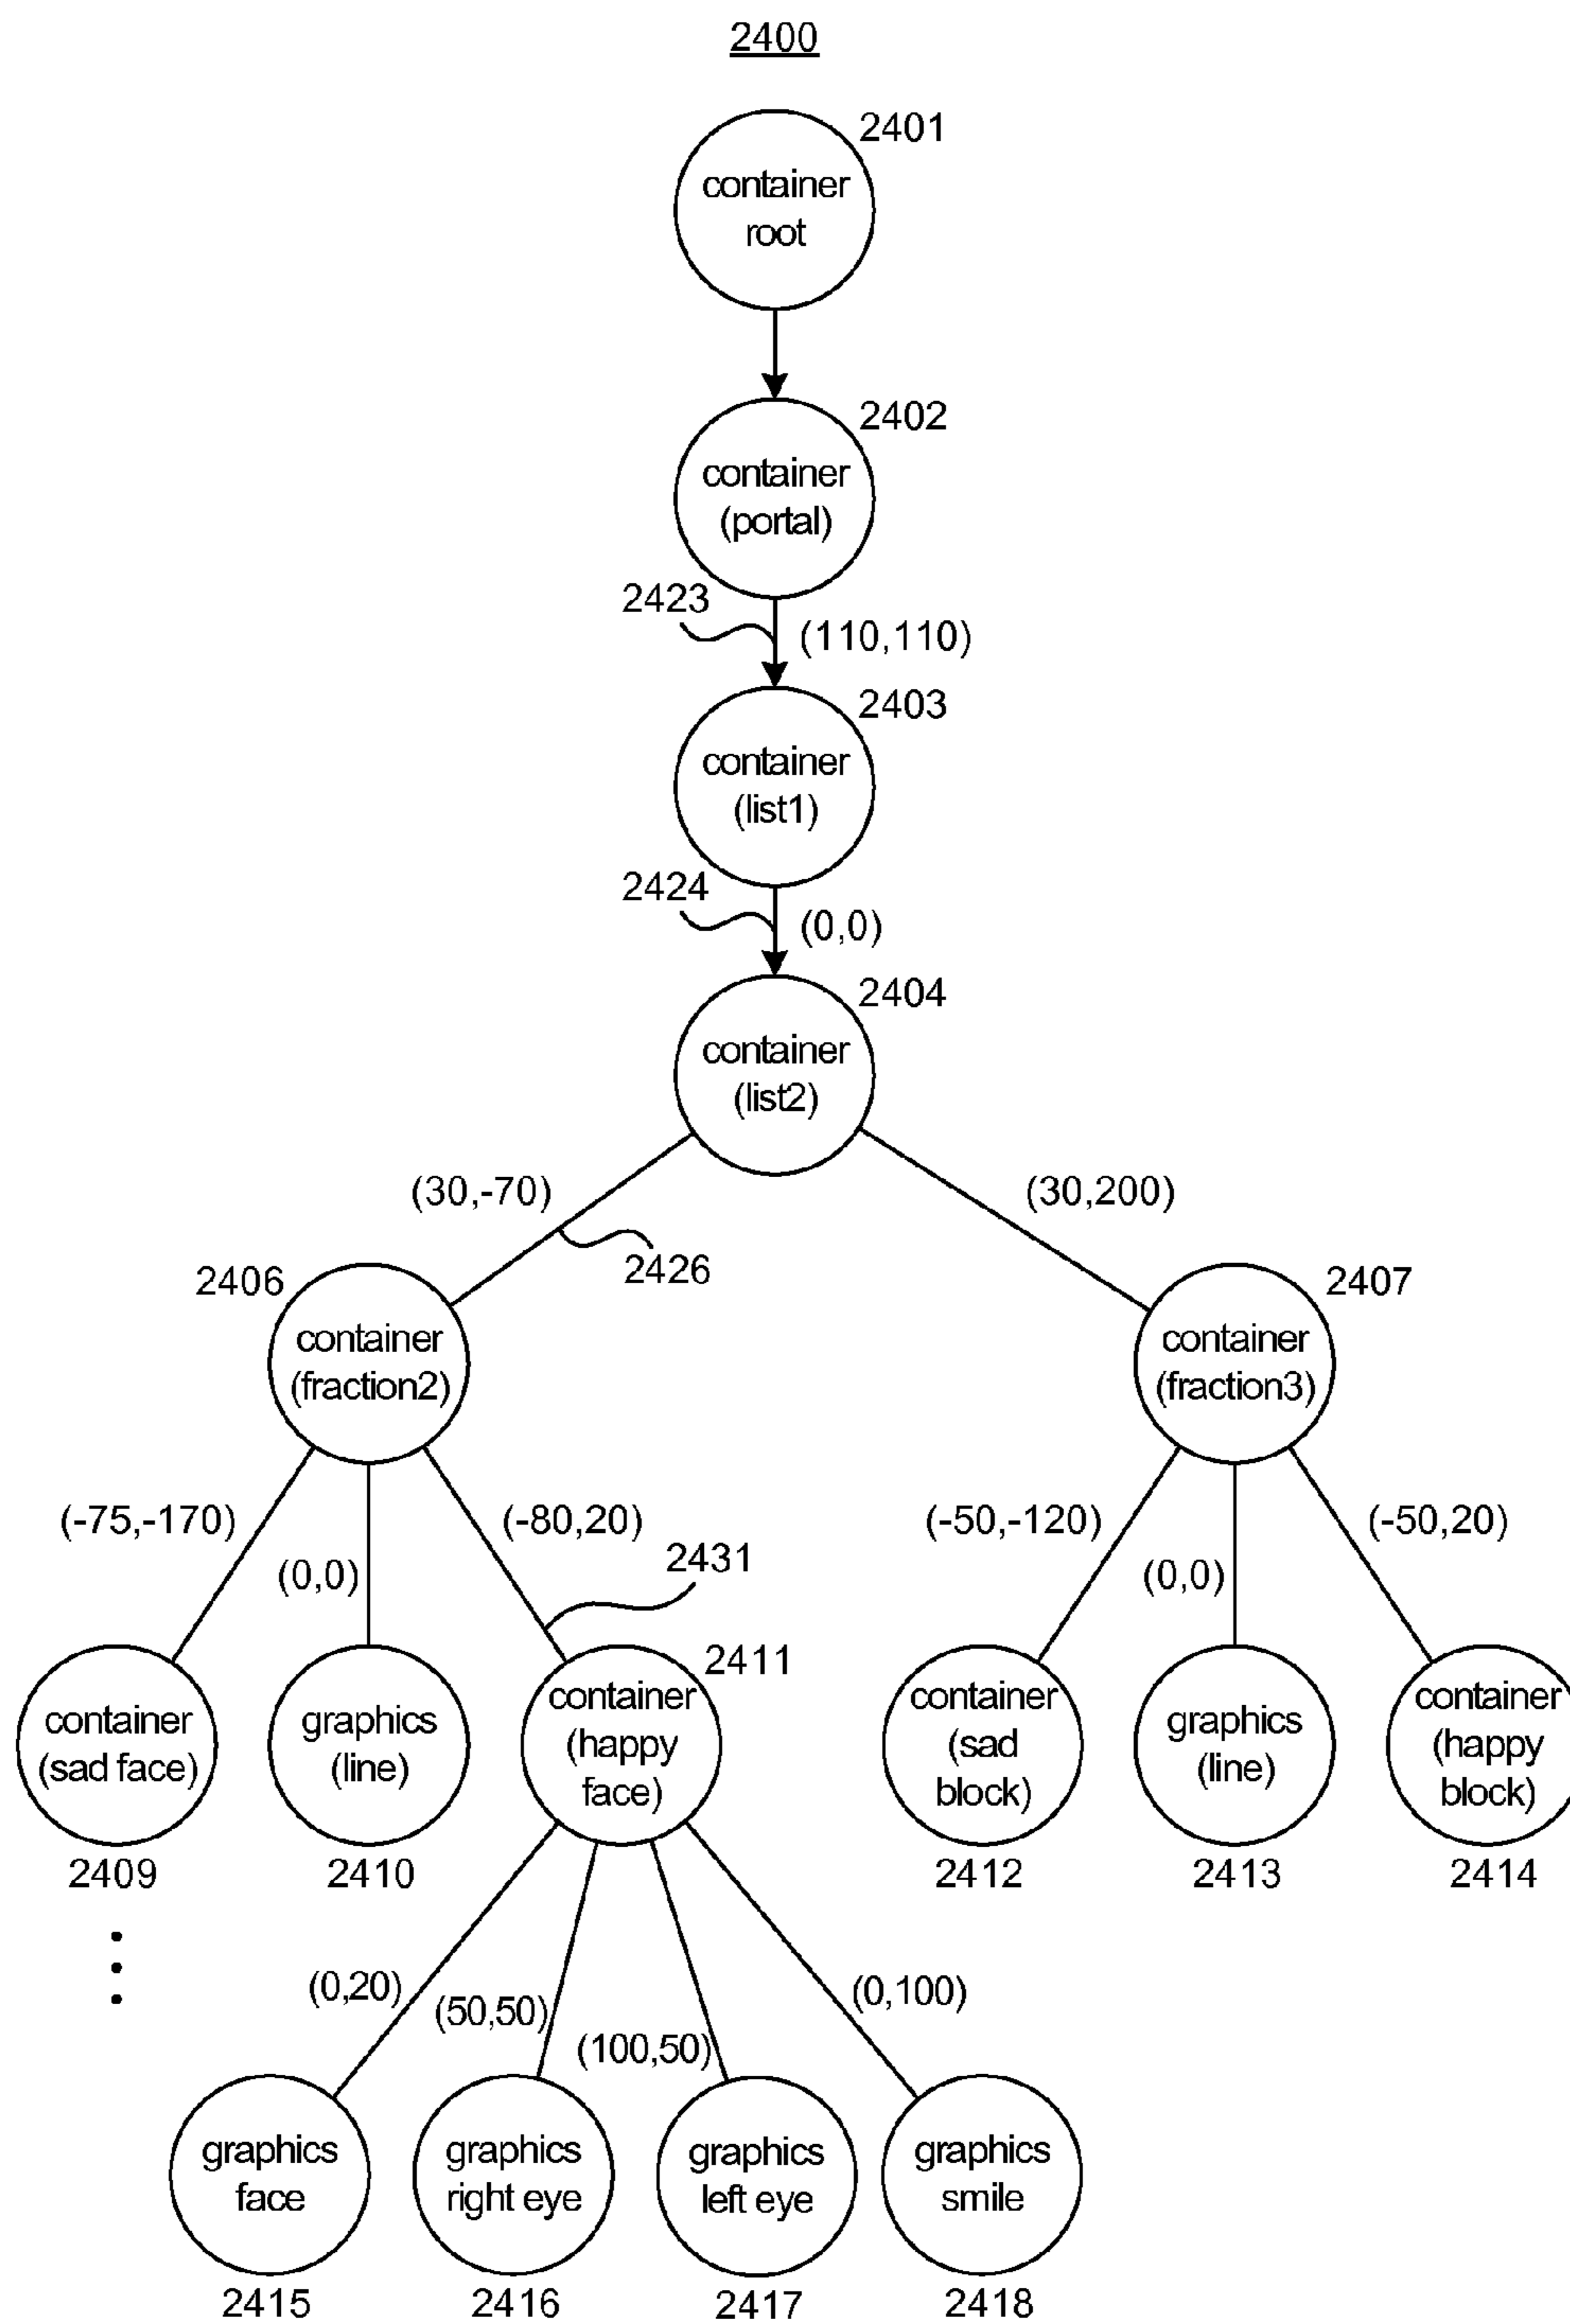 2400
2401
container
root
2402
container
(portal)
2423
(110,110)
2403
container
(list1)
2424
(0,0)
2404
container
(list2)
(30,-70)
(30,200)
2426
2406
2407
container
(fraction2)
container
(fraction3)
(-75,-170)
(-80,20)
(-50,-120)
(-50,20)
(0,0)
(0,0)
2431
2411
container
(sad face)
graphics
(line)
container
(happy
face)
container
(sad
block)
graphics
(line)
container
(happy
block)
2409
2410
2412
2413
2414
(0,20)
(50,50)
(100,50)
(0,100)
graphics
face
graphics
right eye
graphics
left eye
graphics
smile
2415
2416
2417
2418